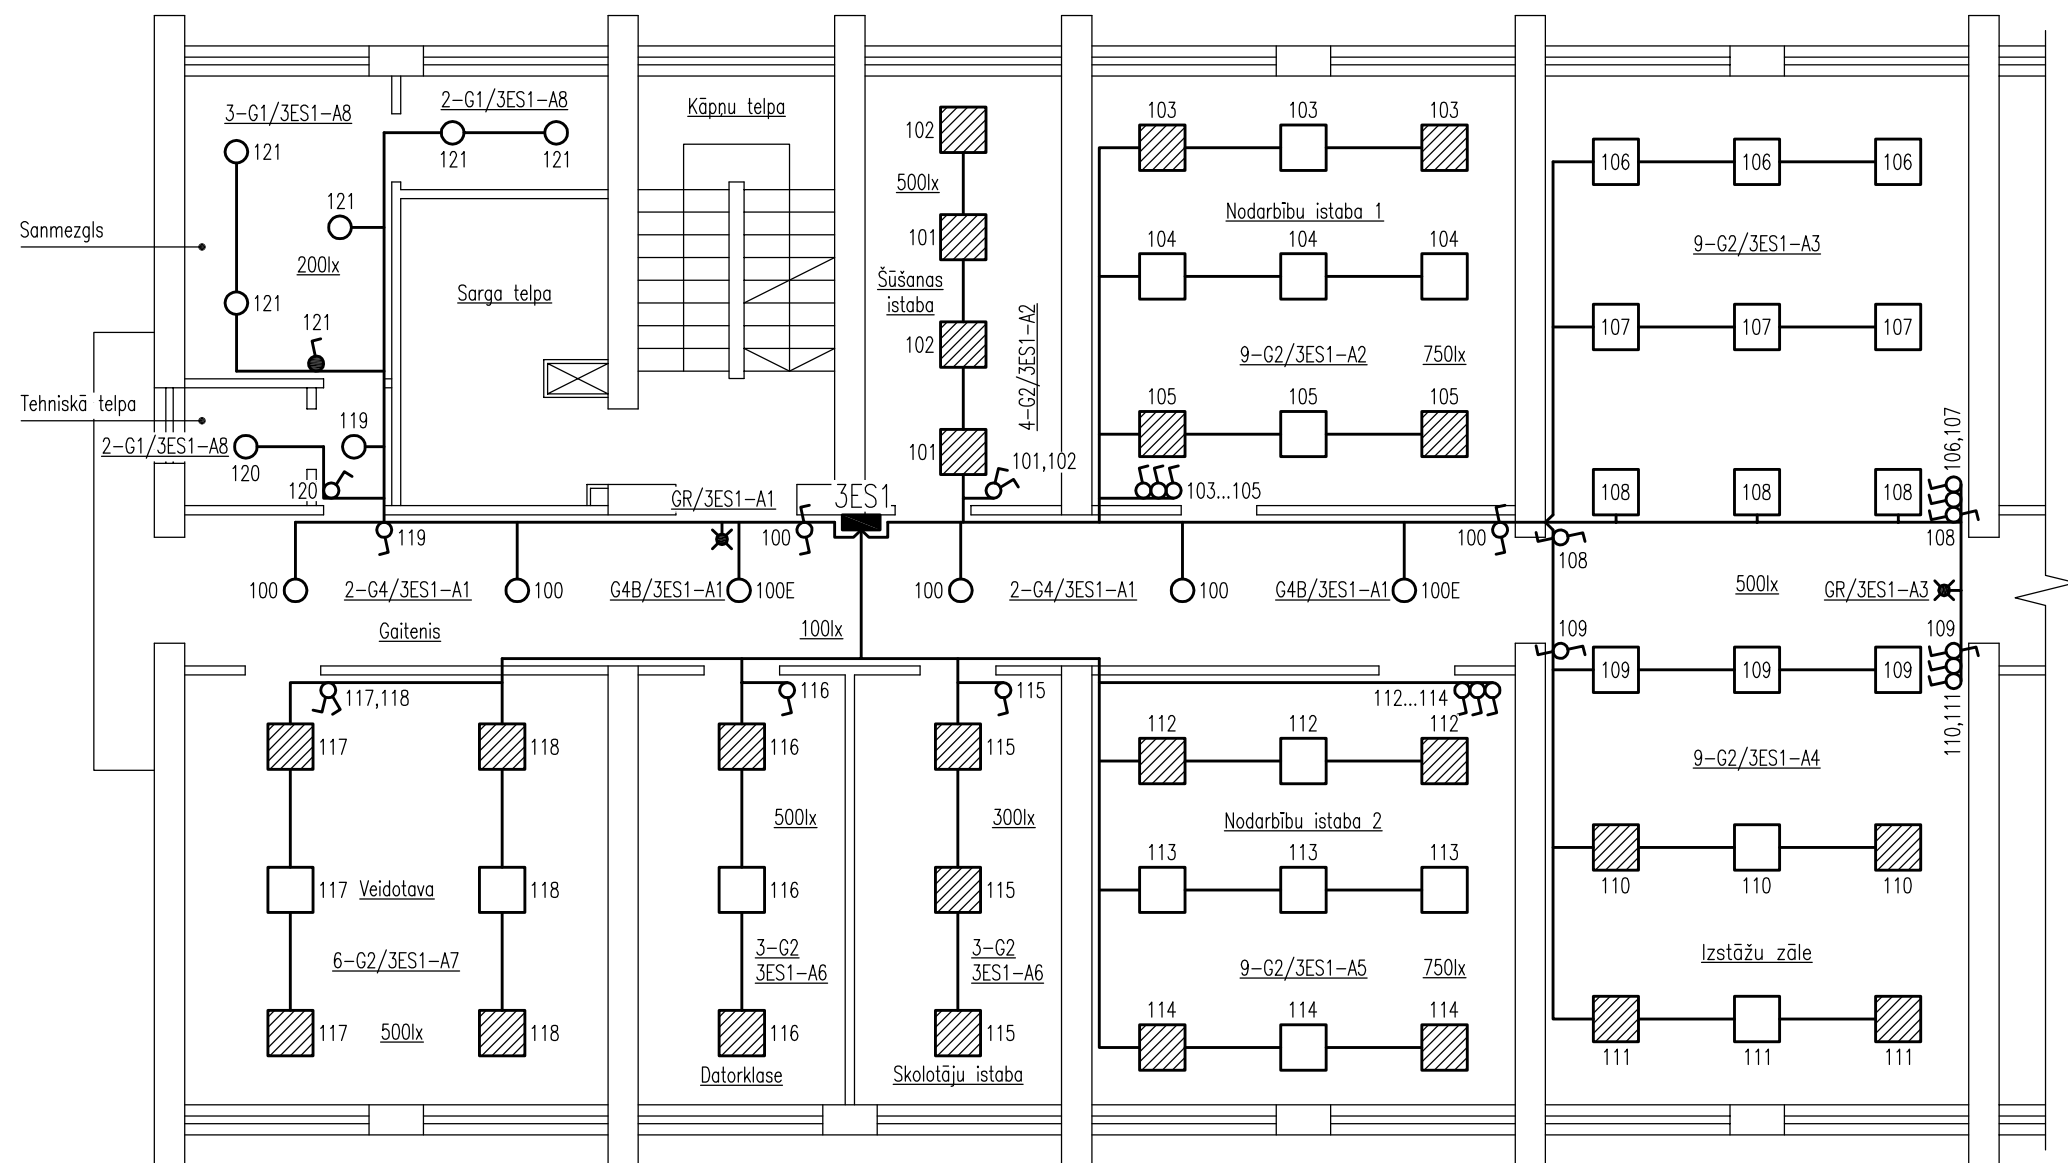 3-G1/3ES1-A8
2-G1/3ES1-A8
Kāpņu telpa
121
121
121
121
Sanmezgls
200lx
121
121
Sarga telpa
Tehniskā telpa
119
2-G1/3ES1-A8
120
120
119
102
500lx
101
Šūšanas
istaba
102
4-G2/3ES1-A2
101
101,102
103
103
103
Nodarbību istaba 1
104
104
104
9-G2/3ES1-A2
750lx
105
105
105
103...105
106
106
106
9-G2/3ES1-A3
107
107
107
106,107
108
108
108
108
108
GR/3ES1-A1
3ES1
100
100
100
2-G4/3ES1-A1
100
G4B/3ES1-A1
100E
100
2-G4/3ES1-A1
100
G4B/3ES1-A1
100E
500lx
GR/3ES1-A3
Gaitenis
100lx
109
109
109
109
109
110,111
117,118
116
115
112...114
117
118
116
115
112
112
112
500lx
300lx
Nodarbību istaba 2
9-G2/3ES1-A4
117
Veidotava
118
116
115
113
113
113
110
110
110
6-G2/3ES1-A7
3-G2
3ES1-A6
3-G2
3ES1-A6
9-G2/3ES1-A5
750lx
Izstāžu zāle
117
500lx
118
116
115
114
114
114
111
111
111
Datorklase
Skolotāju istaba